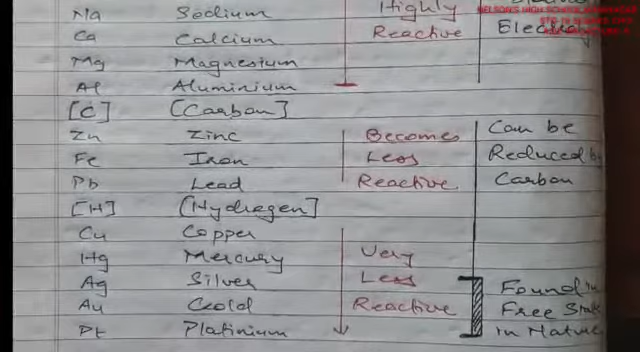 Na Sodium Highly
Ca Calcium Reactive
Mg Magnesium
Al Aluminium
[C] [Carbon]
Zn Zinc Becomes Can be
Fe Iron Less Reduced by
Pb Lead Reactive Carbon
[H] [Hydrogen]
Cu Copper
Hg Mercury Very
Ag Silver Less Found in
Au Gold Reactive Free State
Pt Platinium in Nature